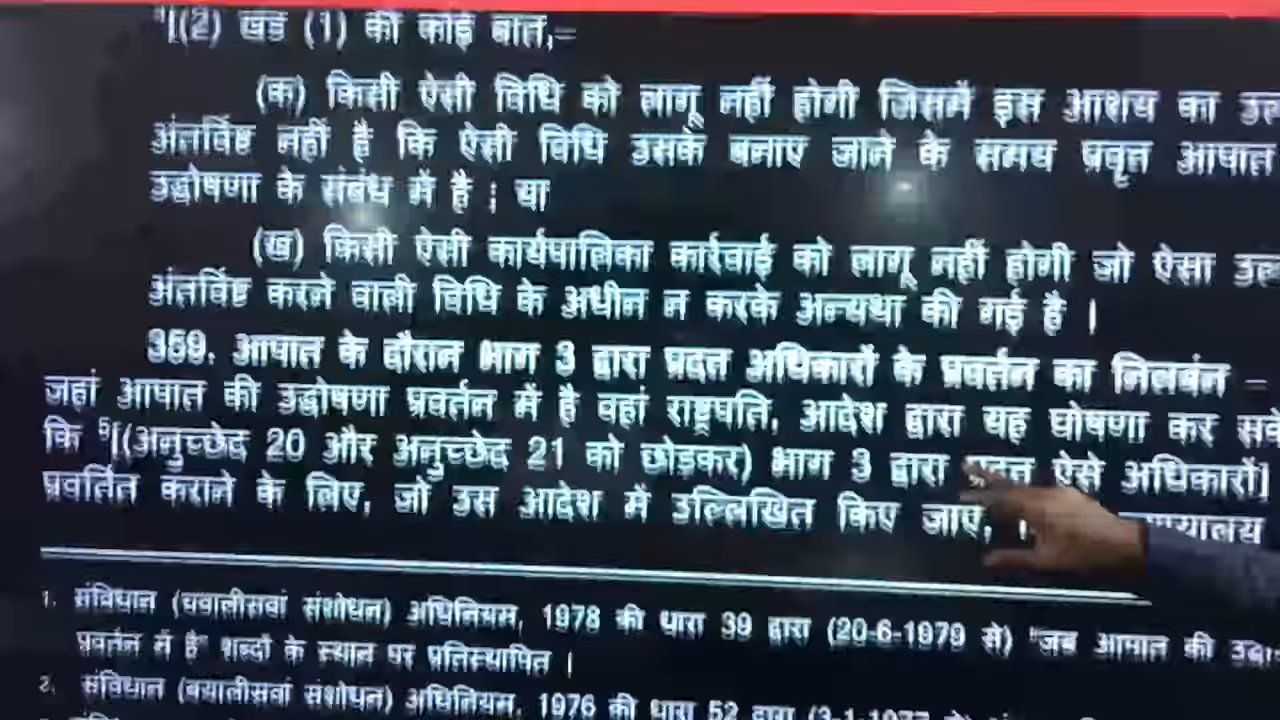 ⁴[(2) खंड (1) की कोई बात,—
(क) किसी ऐसी विधि को लागू नहीं होगी जिसमें इस आशय का
अंतर्विष्ट नहीं है कि ऐसी विधि उसके बनाए जाने के समय प्रवृत्त आपात
उद्घोषणा के संबंध में है ; या
(ख) किसी ऐसी कार्यपालिका कार्रवाई को लागू नहीं होगी जो ऐसा
अंतर्विष्ट करने वाली विधि के अधीन न करके अन्यथा की गई है ।
359. आपात के दौरान भाग 3 द्वारा प्रदत्त अधिकारों के प्रवर्तन का निलबंन –
जहां आपात की उद्घोषणा प्रवर्तन में है वहां राष्ट्रपति, आदेश द्वारा यह घोषणा कर
कि ⁵[(अनुच्छेद 20 और अनुच्छेद 21 को छोड़कर) भाग 3 द्वारा ऐसे अधिकारों]
प्रवर्तित कराने के लिए, जो उस आदेश में उल्लिखित किए जाएं,
1. संविधान (चवालीसवां संशोधन) अधिनियम, 1978 की धारा 39 द्वारा (20-6-1979 से) "जब आपात की
प्रवर्तन में है" शब्दों के स्थान पर प्रतिस्थापित ।
2. संविधान (बयालीसवां संशोधन) अधिनियम, 1976 की धारा 52 द्वारा (3-1-1977 से)